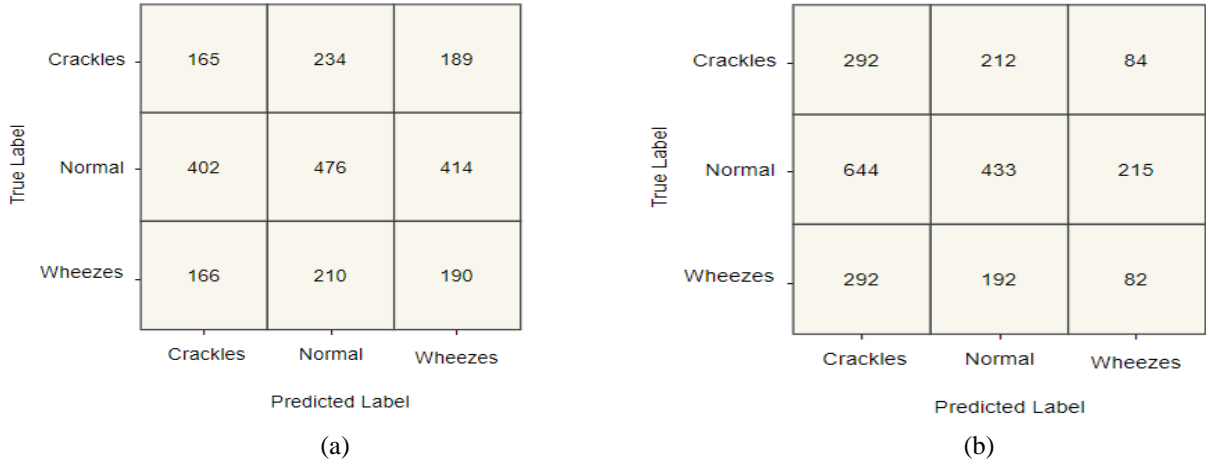 Crackles 165 234 189
True Label
Normal 402 476 414
Wheezes 166 210 190
Crackles Normal Wheezes
Predicted Label
(a)
Crackles 292 212 84
True Label
Normal 644 433 215
Wheezes 292 192 82
Crackles Normal Wheezes
Predicted Label
(b)